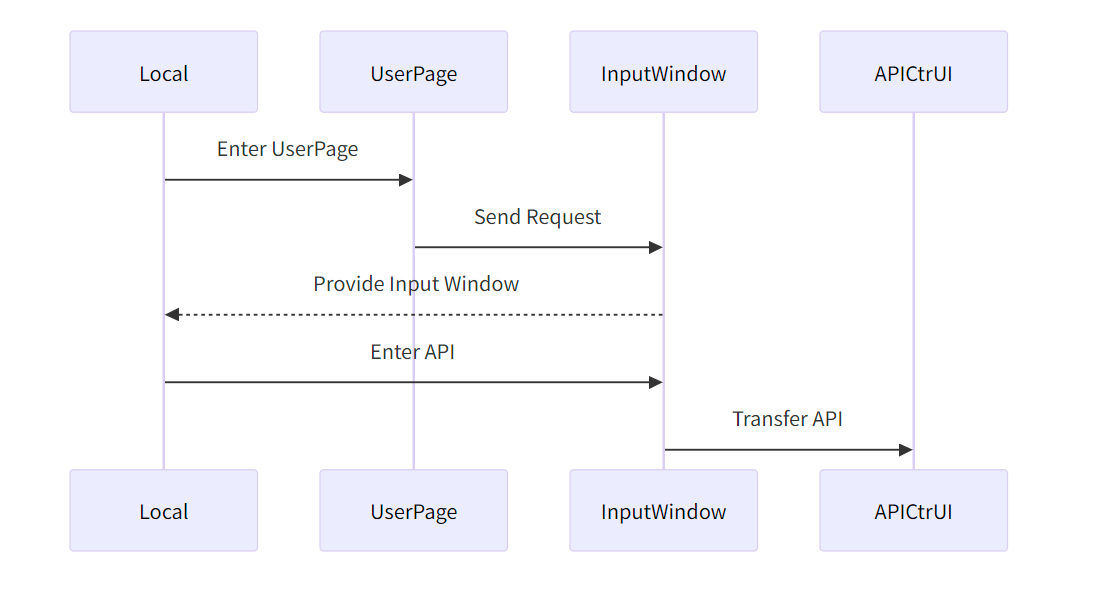 Local
UserPage
InputWindow
APICtrUI
Enter UserPage
Send Request
Provide Input Window
Enter API
Transfer API
Local
UserPage
InputWindow
APICtrUI